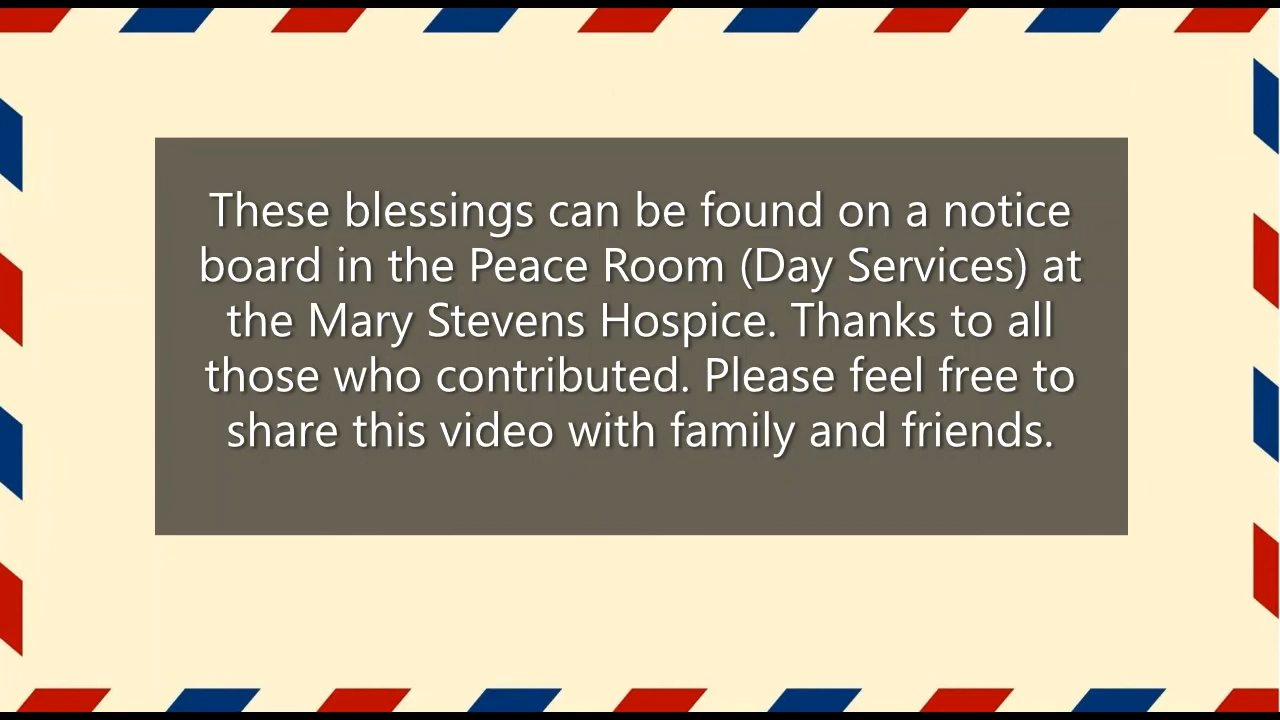 These blessings can be found on a notice
board in the Peace Room (Day Services) at
the Mary Stevens Hospice. Thanks to all
those who contributed. Please feel free to
share this video with family and friends.